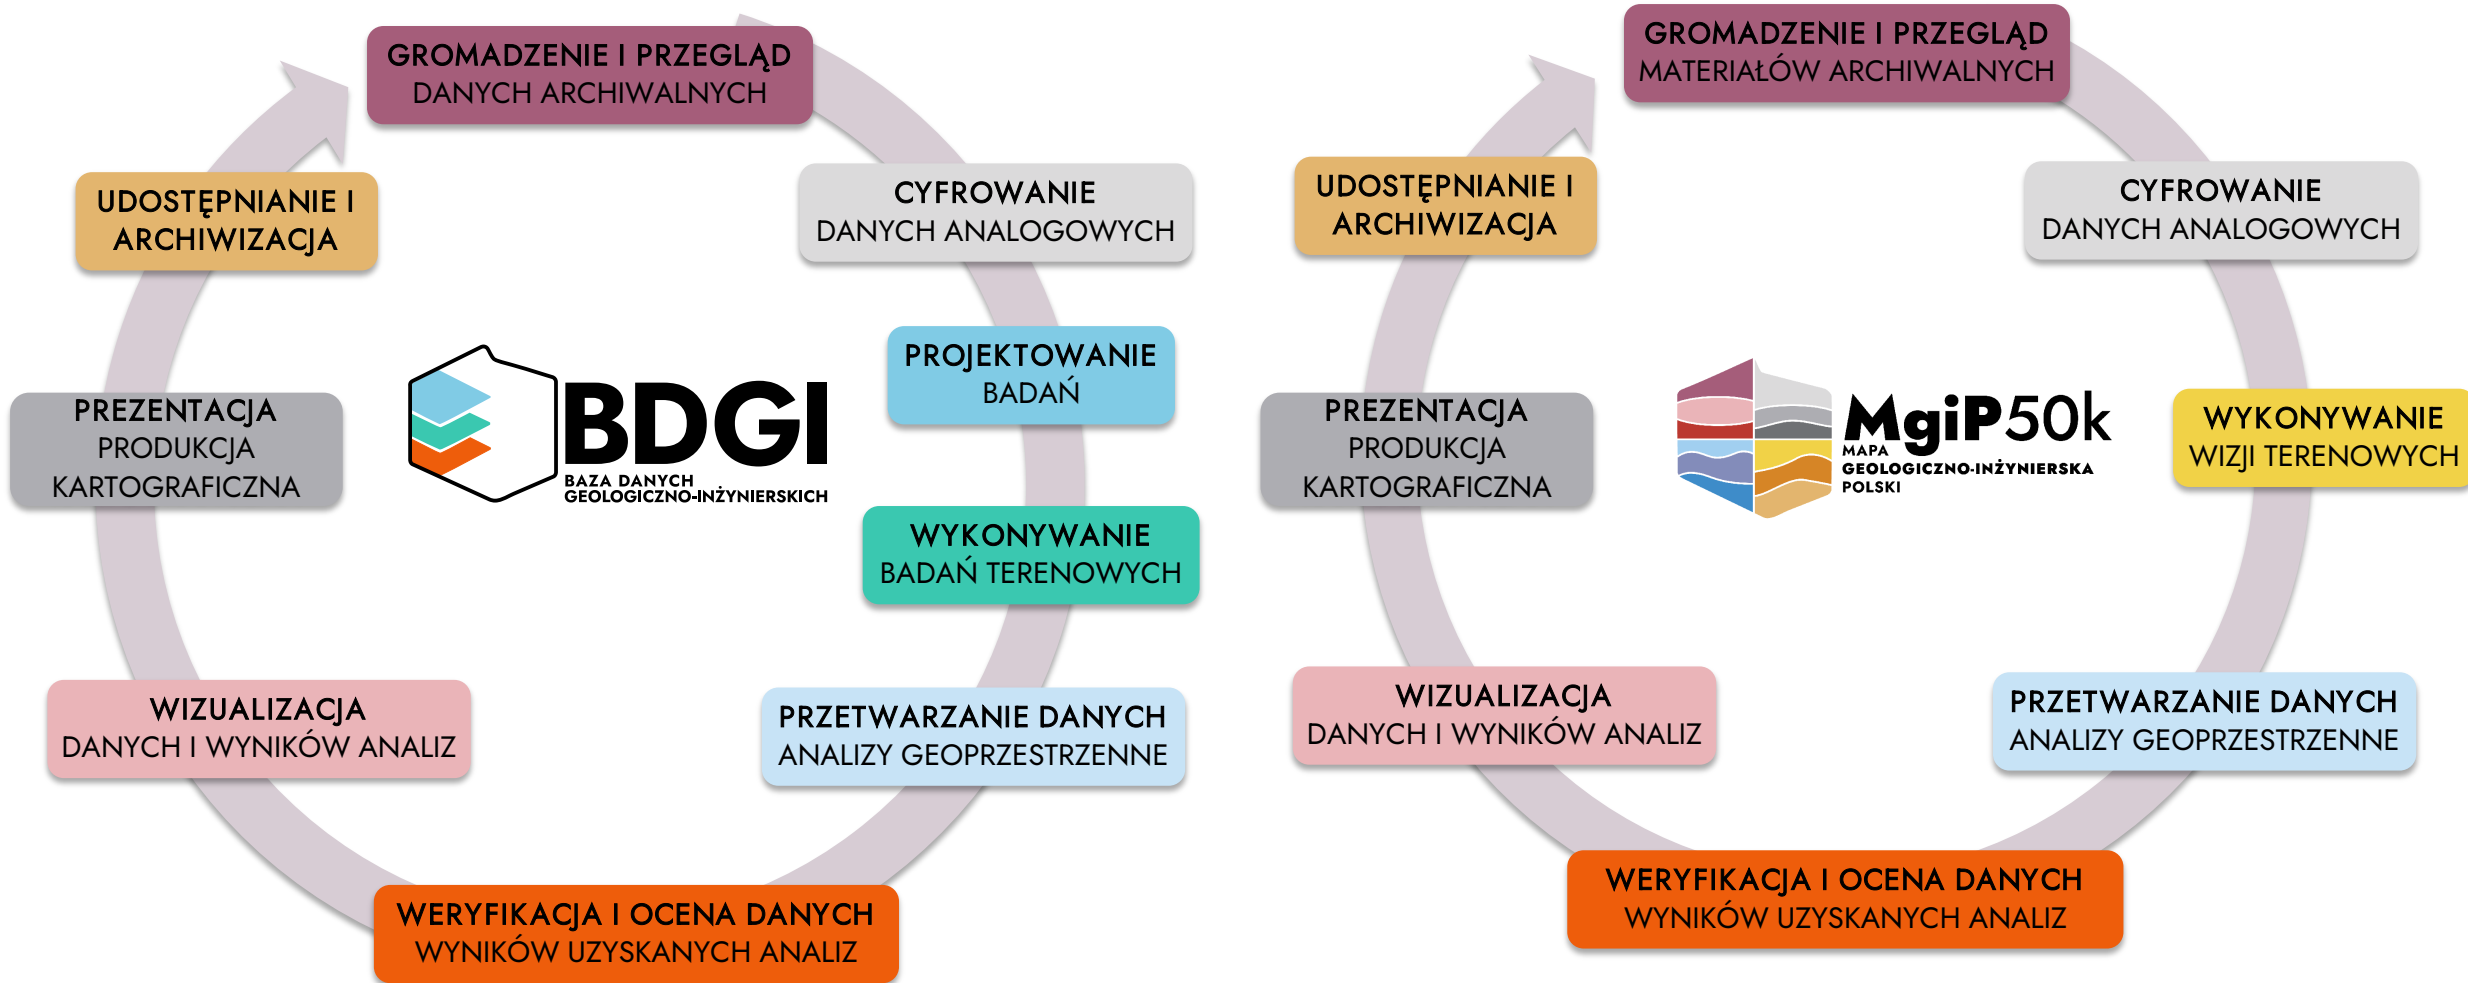 GROMADZENIE I PRZEGLĄD
DANYCH ARCHIWALNYCH
CYFROWANIE
DANYCH ANALOGOWYCH
PROJEKTOWANIE
BADAŃ
WYKONYWANIE
BADAŃ TERENOWYCH
PRZETWARZANIE DANYCH
ANALIZY GEOPRZESTRZENNE
WERYFIKACJA I OCENA DANYCH
WYNIKÓW UZYSKANYCH ANALIZ
WIZUALIZACJA
DANYCH I WYNIKÓW ANALIZ
PREZENTACJA
PRODUKCJA
KARTOGRAFICZNA
UDOSTĘPNIANIE I
ARCHIWIZACJA
BDGI
BAZA DANYCH
GEOLOGICZNO-INŻYNIERSKICH
GROMADZENIE I PRZEGLĄD
MATERIAŁÓW ARCHIWALNYCH
CYFROWANIE
DANYCH ANALOGOWYCH
WYKONYWANIE
WIZJI TERENOWYCH
PRZETWARZANIE DANYCH
ANALIZY GEOPRZESTRZENNE
WERYFIKACJA I OCENA DANYCH
WYNIKÓW UZYSKANYCH ANALIZ
WIZUALIZACJA
DANYCH I WYNIKÓW ANALIZ
PREZENTACJA
PRODUKCJA
KARTOGRAFICZNA
UDOSTĘPNIANIE I
ARCHIWIZACJA
MgiP50k
MAPA
GEOLOGICZNO-INŻYNIERSKA
POLSKI